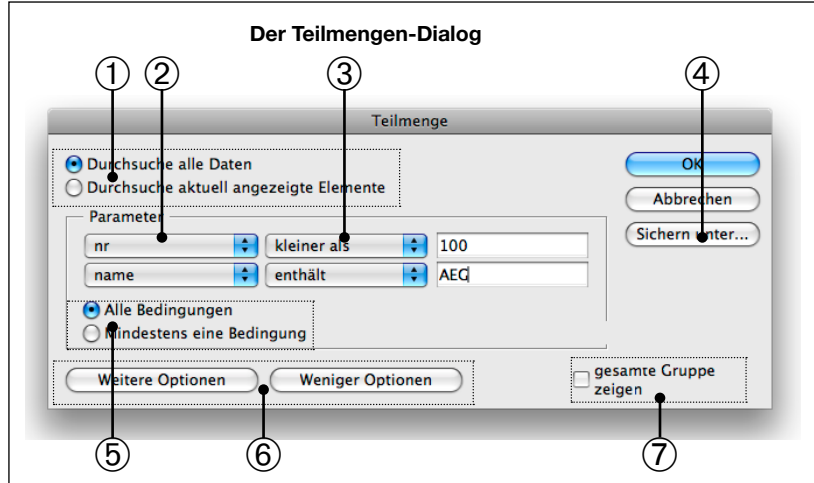 Der Teilmengen-Dialog
① ② ③ ④
Teilmenge
Durchsuche alle Daten
Durchsuche aktuell angezeigte Elemente
OK
Abbrechen
Sichern unter...
Parameter
nr kleiner als 100
name enthält AEG
Alle Bedingungen
Mindestens eine Bedingung
Weitere Optionen Weniger Optionen
gesamte Gruppe
zeigen
⑤ ⑥ ⑦